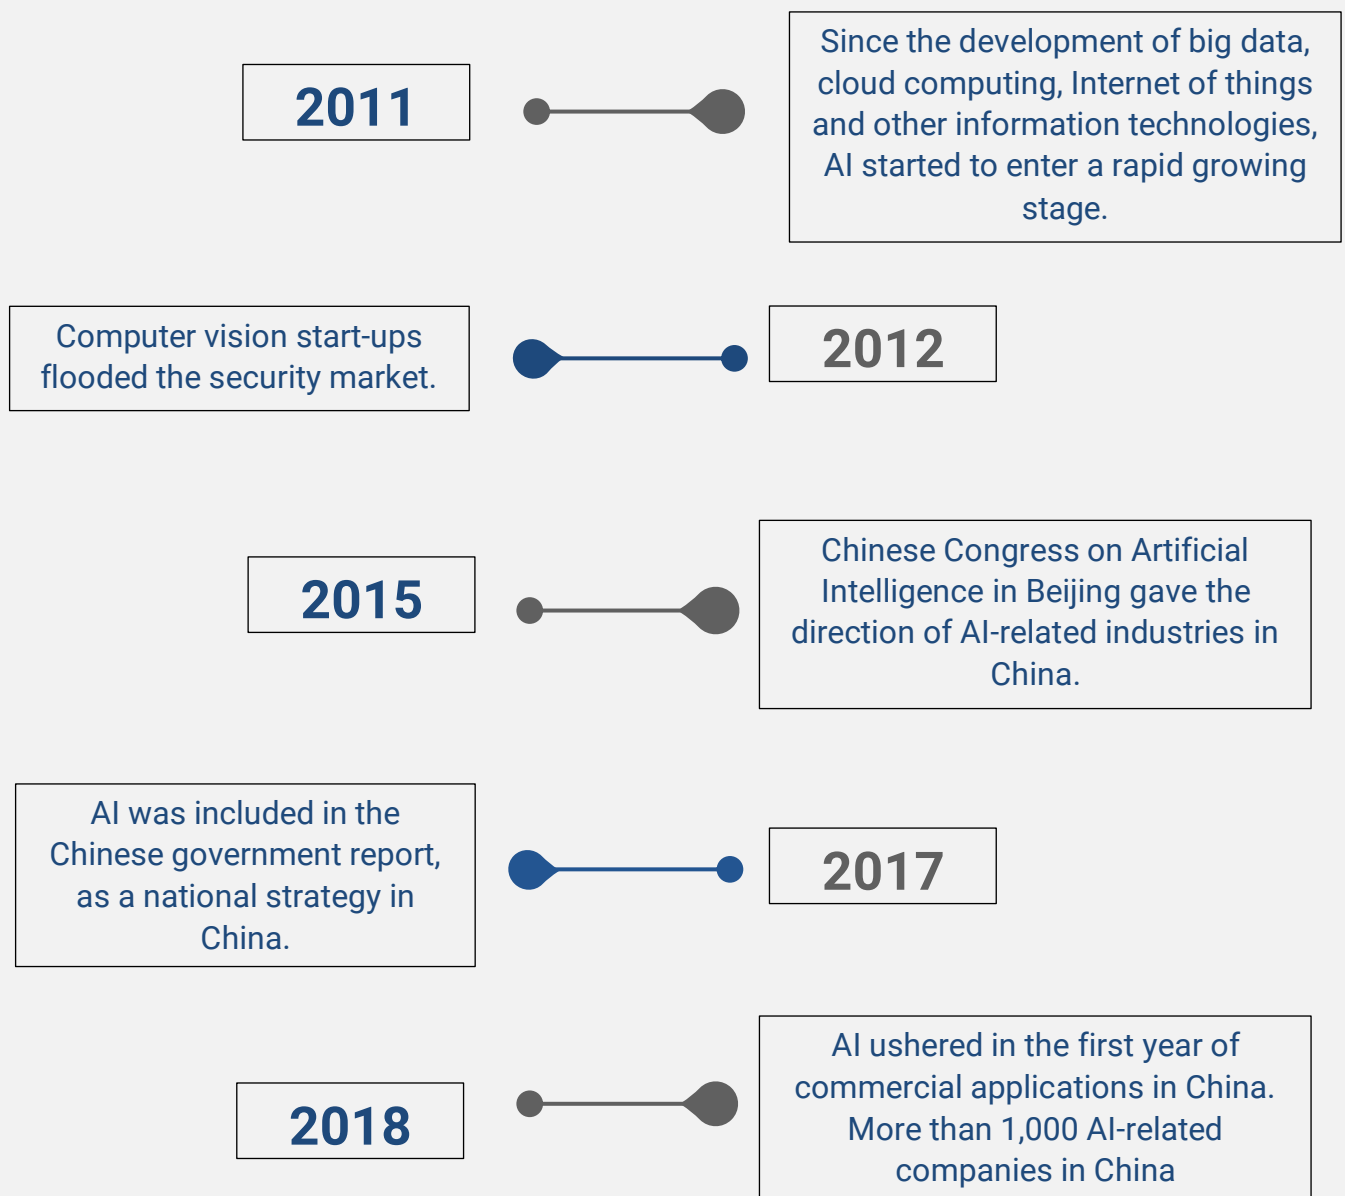 2011
Since the development of big data,
cloud computing, Internet of things
and other information technologies,
AI started to enter a rapid growing
stage.
Computer vision start-ups
flooded the security market.
2012
2015
Chinese Congress on Artificial
Intelligence in Beijing gave the
direction of AI-related industries in
China.
AI was included in the
Chinese government report,
as a national strategy in
China.
2017
2018
AI ushered in the first year of
commercial applications in China.
More than 1,000 AI-related
companies in China